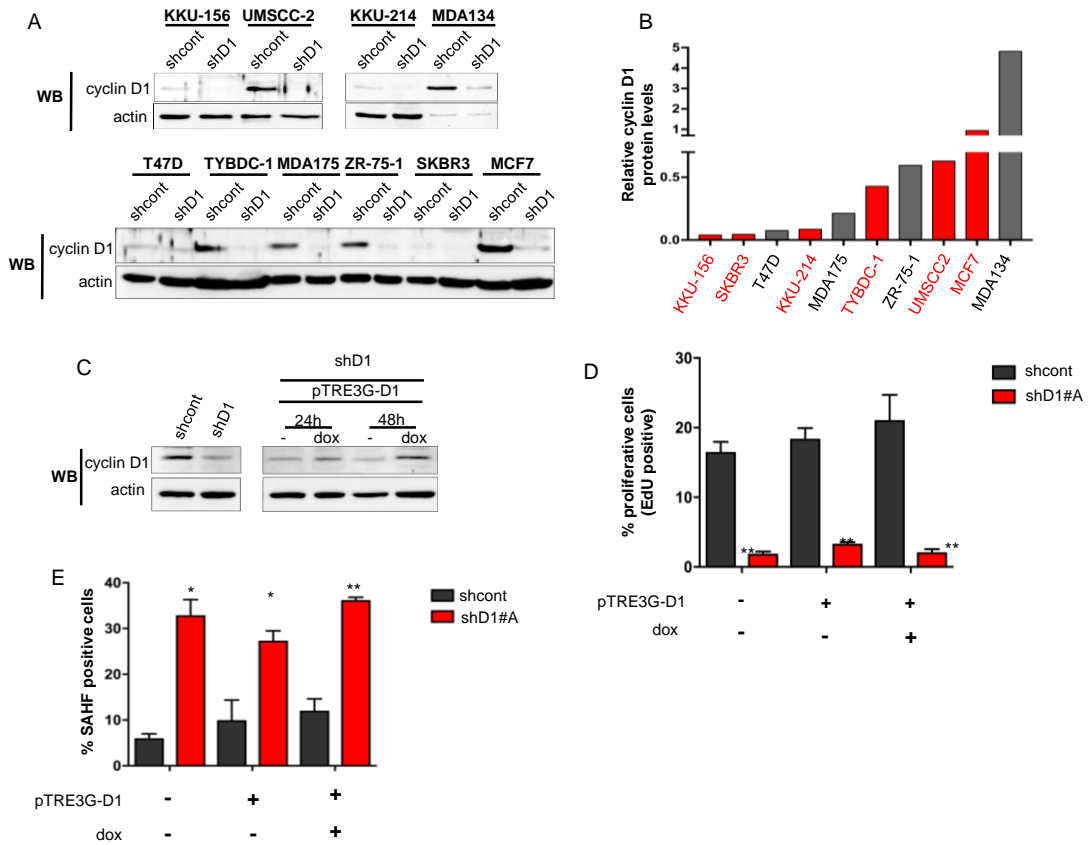 A
KKU-156 UMSCC-2 KKU-214 MDA134
shcont shD1 shcont shD1 shcont shD1 shcont shD1
WB
cyclin D1
actin
T47D TYBDC-1 MDA175 ZR-75-1 SKBR3 MCF7
shcont shD1 shcont shD1 shcont shD1 shcont shD1 shcont shD1 shcont shD1
WB
cyclin D1
actin
B
Relative cyclin D1
protein levels
5
4
3
2
1
0.5
0.0
KKU-156 SKBR3 T47D KKU-214 MDA175 TYBDC-1 ZR-75-1 UMSCC2 MCF7 MDA134
C
shD1
pTRE3G-D1
shcont shD1 24h 48h
- dox - dox
WB
cyclin D1
actin
D
% proliferative cells
(EdU positive)
30
20
10
0
** ** **
shcont
shD1#A
pTRE3G-D1 - + +
dox - - +
E
% SAHF positive cells
40
30
20
10
0
* * **
shcont
shD1#A
pTRE3G-D1 - + +
dox - - +